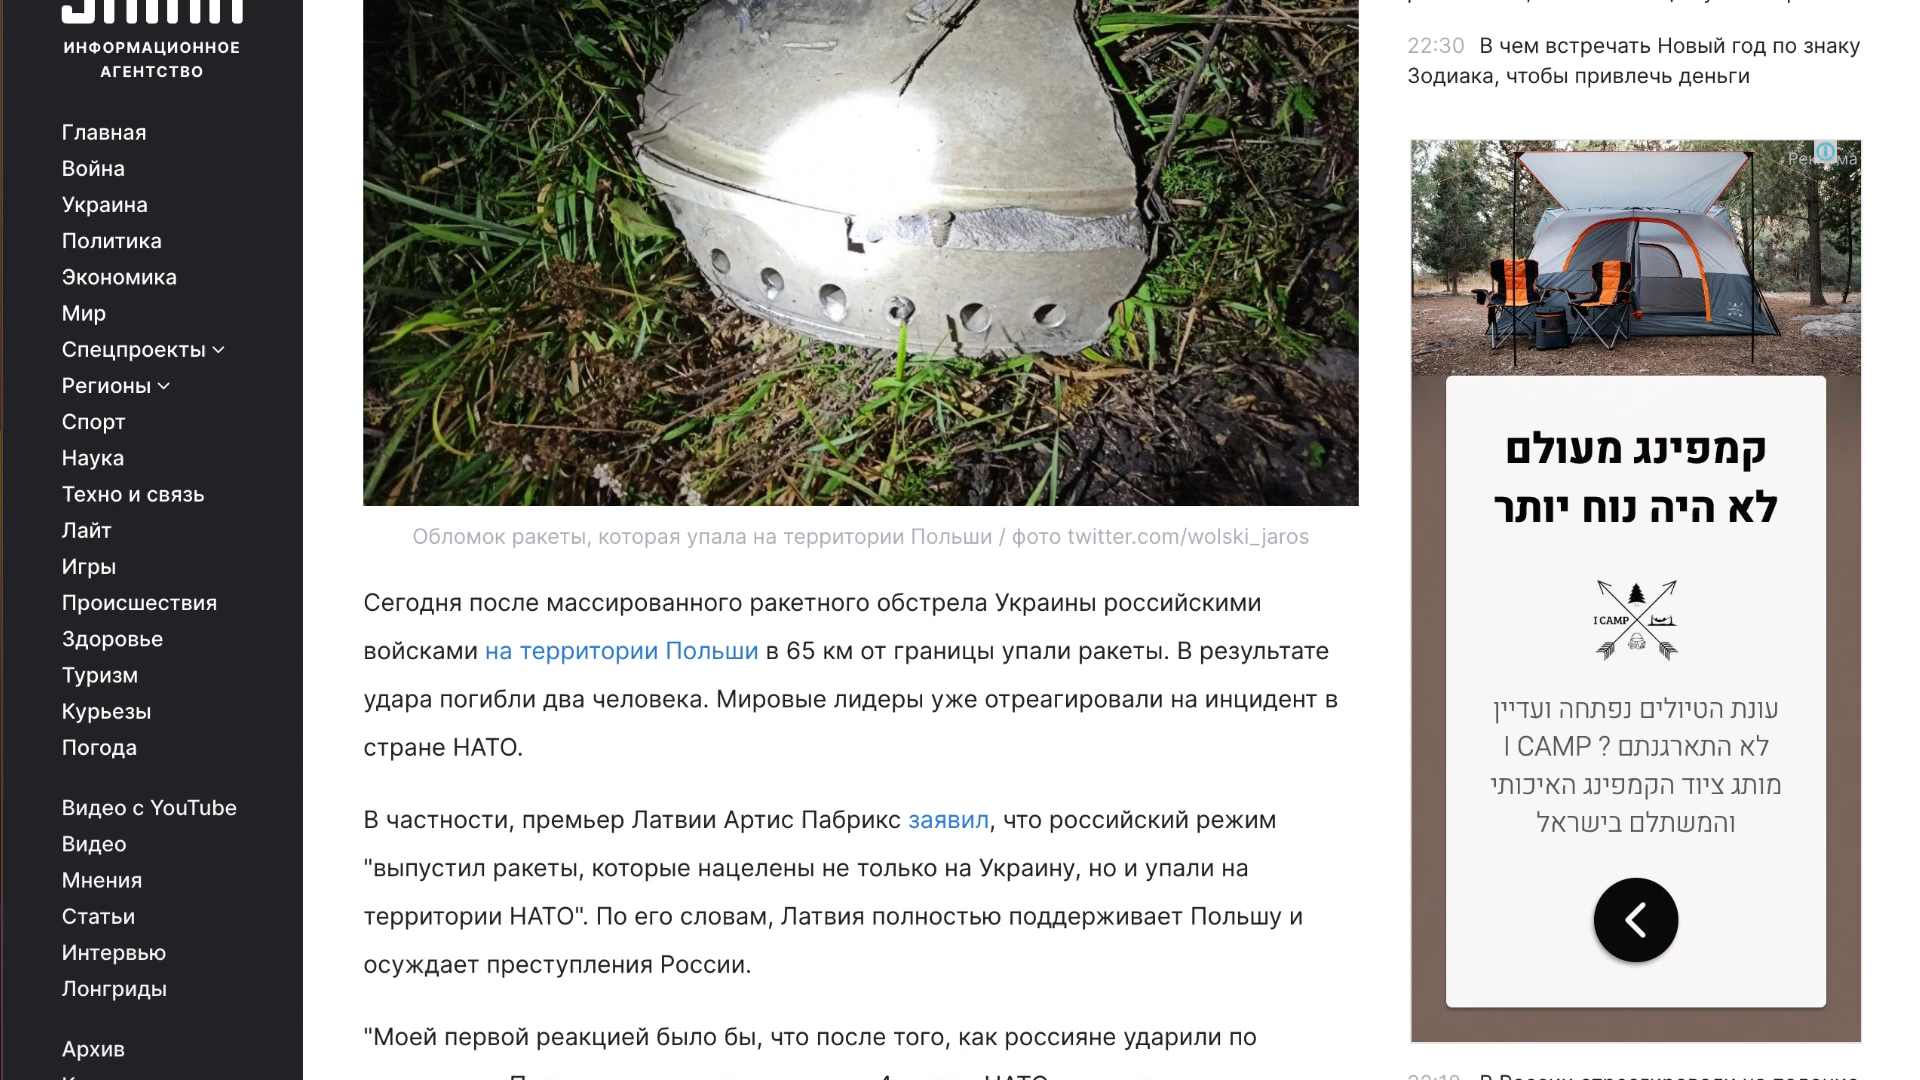 ИНФОРМАЦИОННОЕ
АГЕНТСТВО
Главная
Война
Украина
Политика
Экономика
Мир
Спецпроекты
Регионы
Спорт
Наука
Техно и связь
Лайт
Игры
Происшествия
Здоровье
Туризм
Курьезы
Погода
Видео с YouTube
Видео
Мнения
Статьи
Интервью
Лонгриды
Архив
Обломок ракеты, которая упала на территории Польши / фото twitter.com/wolski_jaros
Сегодня после массированного ракетного обстрела Украины российскими
войсками на территории Польши в 65 км от границы упали ракеты. В результате
удара погибли два человека. Мировые лидеры уже отреагировали на инцидент в
стране НАТО.
В частности, премьер Латвии Артис Пабрикс заявил, что российский режим
"выпустил ракеты, которые нацелены не только на Украину, но и упали на
территории НАТО". По его словам, Латвия полностью поддерживает Польшу и
осуждает преступления России.
"Моей первой реакцией было бы, что после того, как россияне ударили по
22:30 В чем встречать Новый год по знаку
Зодиака, чтобы привлечь деньги
Реклама
קמפינג מעולם
לא היה נוח יותר
I CAMP
עונת הטיולים נפתחה ועדיין
לא התארגנתם ? I CAMP
מותג ציוד הקמפינג האיכותי
והמשתלם בישראל